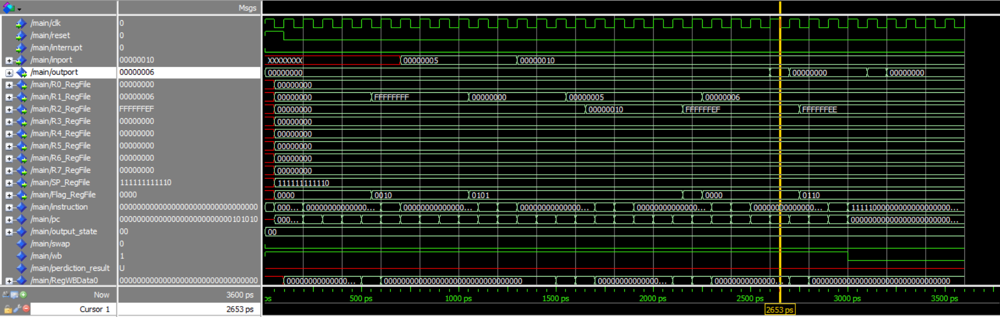 Msgs
/main/clk 0
/main/reset 0
/main/interrupt 0
/main/inport 00000010 XXXXXXXX 00000005 00000010
/main/outport 00000006 00000000 00000000 00000000
/main/R0_RegFile 00000000 00000000
/main/R1_RegFile 00000006 00000000 FFFFFFFF 00000000 00000005 00000006
/main/R2_RegFile FFFFFFEF 00000000 00000010 FFFFFFEF FFFFFFEE
/main/R3_RegFile 00000000 00000000
/main/R4_RegFile 00000000 00000000
/main/R5_RegFile 00000000 00000000
/main/R6_RegFile 00000000 00000000
/main/R7_RegFile 00000000 00000000
/main/SP_RegFile 111111111110 111111111110
/main/Flag_RegFile 0000 0000 0010 0101 0000 0110
/main/instruction 00000000000000000000000000000000 000... 00000000000000... 00000000000000... 00000000000000... 00000000000000... 00000000000000... 1111100000000000000000...
/main/pc 00000000000000000000000000101010 000... 0000000000000000000000...
/main/output_state 00 00
/main/swap 0
/main/wb 1
/main/perdiction_result U
/main/RegWBData0 00000000000000000000000000000000 00000000000000... 00000000000000000000000000000000 00000000000000... 00000000000000... 00000000000000000000000000000000
Now 3600 ps ps 500 ps 1000 ps 1500 ps 2000 ps 2500 ps 3000 ps 3500 ps
Cursor 1 2653 ps 2653 ps